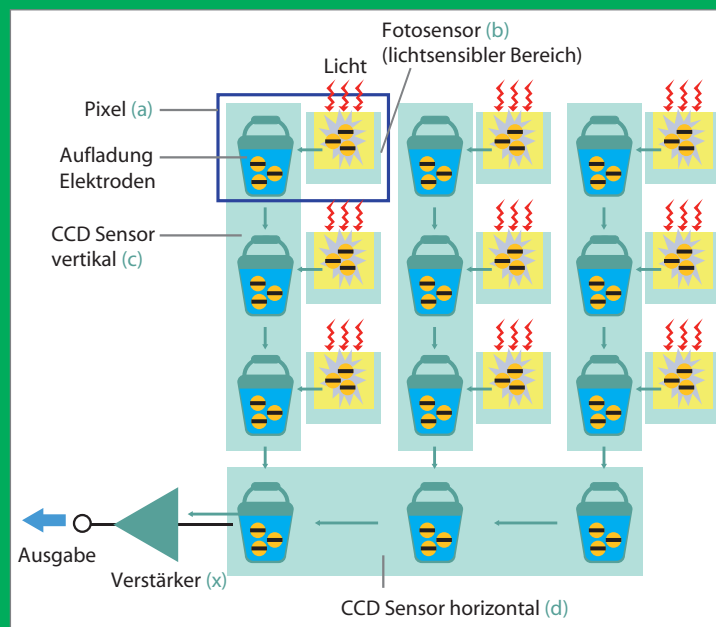 Fotosensor (b)
(lichtsensibler Bereich)
Licht
Pixel (a)
Aufladung
Elektroden
CCD Sensor
vertikal (c)
Ausgabe
Verstärker (x)
CCD Sensor horizontal (d)